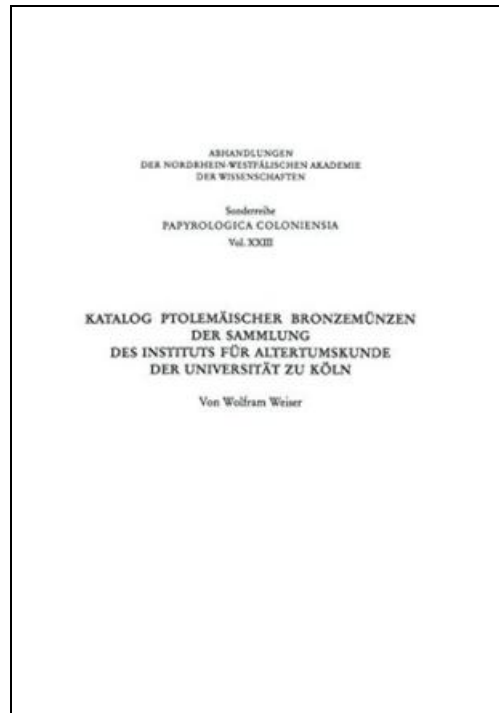 ABHANDLUNGEN
DER NORDRHEIN-WESTFÄLISCHEN AKADEMIE
DER WISSENSCHAFTEN
Sonderreihe
PAPYROLOGICA COLONIENSIA
Vol. XXIII
KATALOG PTOLEMÄISCHER BRONZEMÜNZEN
DER SAMMLUNG
DES INSTITUTS FÜR ALTERTUMSKUNDE
DER UNIVERSITÄT ZU KÖLN
Von Wolfram Weiser